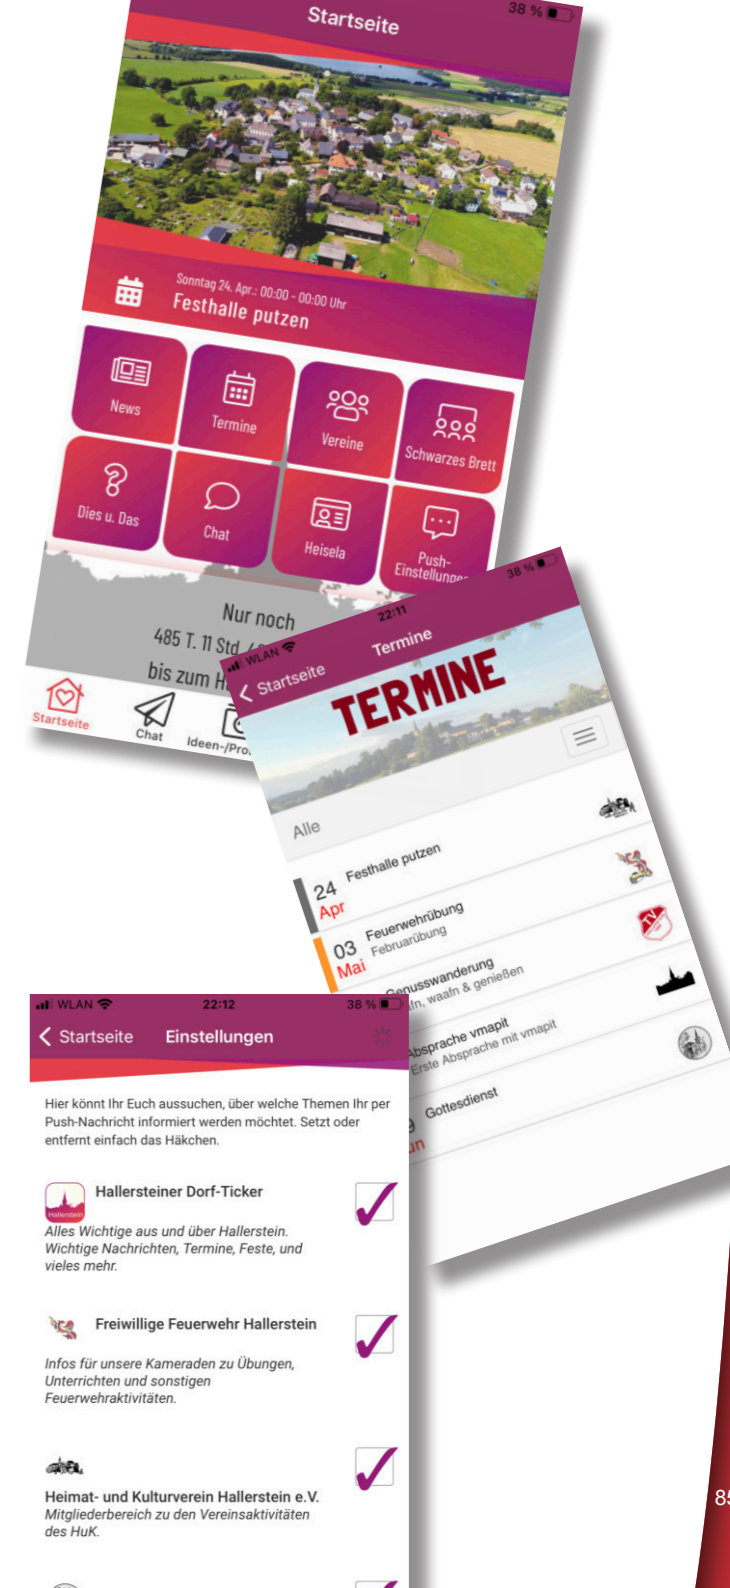 Startseite
38 %
Sonntag 24. Apr.: 00:00 - 00:00 Uhr
Festhalle putzen
News
Termine
Vereine
Schwarzes Brett
Dies u. Das
Chat
Heisela
Push-
Einstellungen
Nur noch
485 T. 11 Std.
bis zum H
Startseite
Chat
Ideen-/Pro
WLAN
22:11
38 %
Startseite
Termine
TERMINE
Alle
24
Apr
Festhalle putzen
03
Mai
Feuerwehrübung
Februarübung
TV
Genusswanderung
fn, waafn & genießen
Absprache vmapit
Erste Absprache mit vmapit
9
un
Gottesdienst
WLAN
22:12
38 %
Startseite
Einstellungen
Hier könnt Ihr Euch aussuchen, über welche Themen Ihr per
Push-Nachricht informiert werden möchtet. Setzt oder
entfernt einfach das Häkchen.
Hallerstein
Hallersteiner Dorf-Ticker
Alles Wichtige aus und über Hallerstein.
Wichtige Nachrichten, Termine, Feste, und
vieles mehr.
Freiwillige Feuerwehr Hallerstein
Infos für unsere Kameraden zu Übungen,
Unterrichten und sonstigen
Feuerwehraktivitäten.
Heimat- und Kulturverein Hallerstein e.V.
Mitgliederbereich zu den Vereinsaktivitäten
des HuK.
85